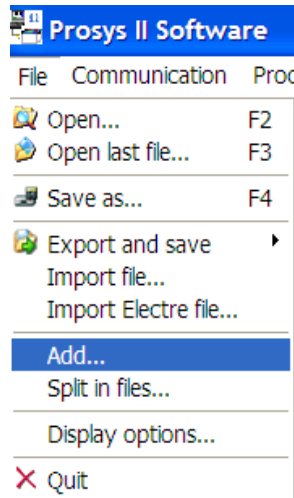 Prosys II Software
File Communication
Open... F2
Open last file... F3
Save as... F4
Export and save
Import file...
Import Electre file...
Add...
Split in files...
Display options...
Quit